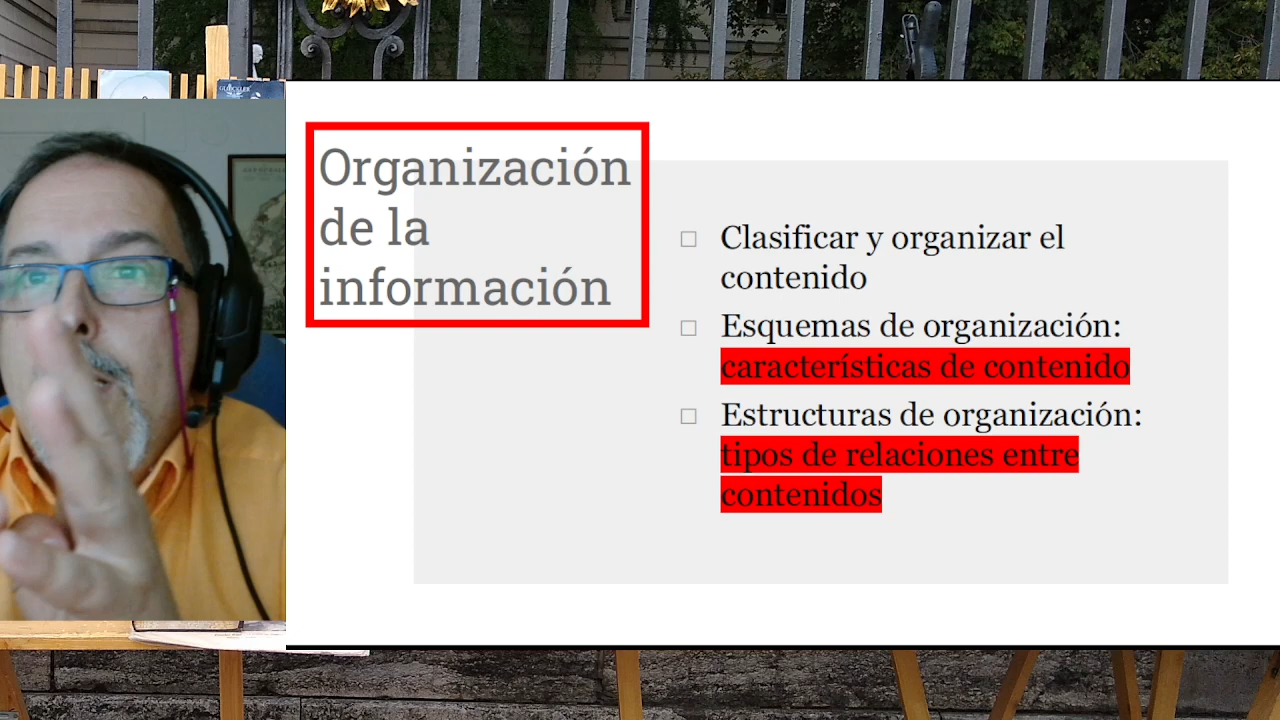 Organización
de la
información
Clasificar y organizar el
contenido
Esquemas de organización:
características de contenido
Estructuras de organización:
tipos de relaciones entre
contenidos